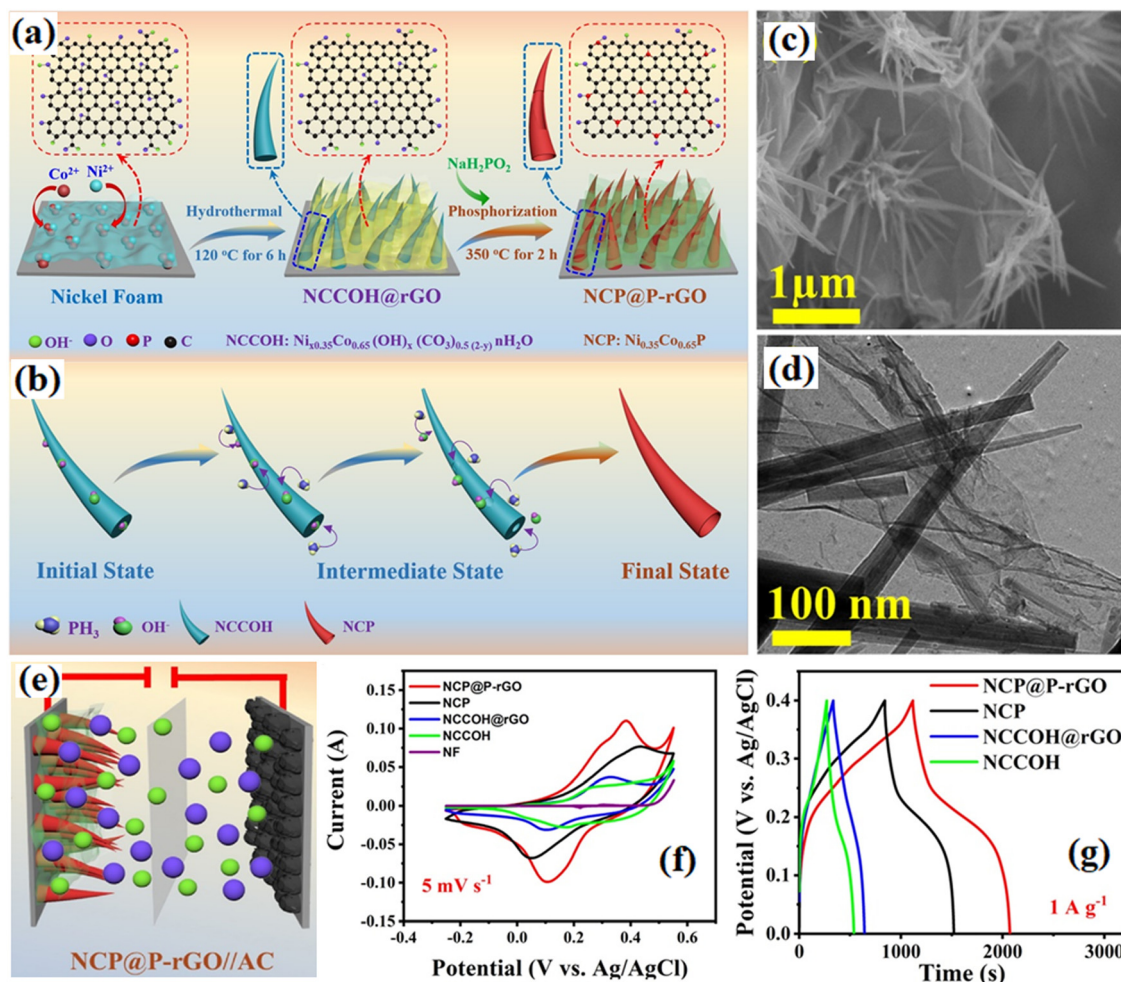 (a)
Co²⁺ Ni²⁺
Hydrothermal
120 °C for 6 h
NaH₂PO₂
Phosphorization
350 °C for 2 h
Nickel Foam
NCCOH@rGO
NCP@P-rGO
OH⁻ O P C
NCCOH: Niₓ₀.₃₅Co₀.₆₅ (OH)ₓ (CO₃)₀.₅ ₍₂₋ᵧ₎ nH₂O
NCP: Ni₀.₃₅Co₀.₆₅P
(b)
Initial State
Intermediate State
Final State
PH₃ OH⁻ NCCOH NCP
(c)
1µm
(d)
100 nm
(e)
NCP@P-rGO//AC
(f)
NCP@P-rGO
NCP
NCCOH@rGO
NCCOH
NF
5 mV s⁻¹
Current (A)
0.15
0.10
0.05
0.00
-0.05
-0.10
-0.15
-0.4 -0.2 0.0 0.2 0.4 0.6
Potential (V vs. Ag/AgCl)
(g)
NCP@P-rGO
NCP
NCCOH@rGO
NCCOH
1 A g⁻¹
Potential (V vs. Ag/AgCl)
0.4
0.3
0.2
0.1
0.0
0 1000 2000 3000
Time (s)